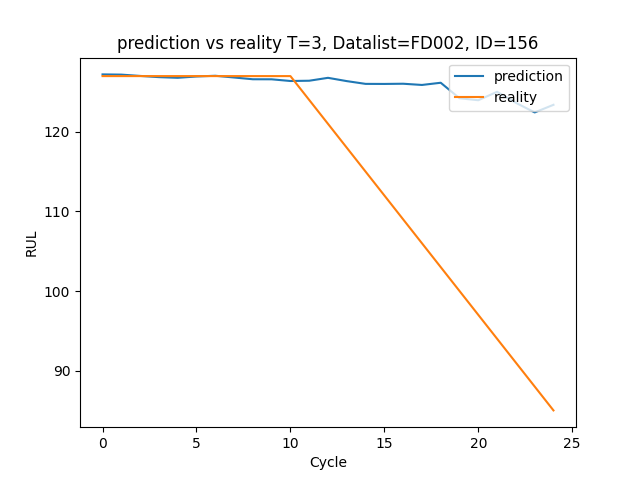 prediction vs reality T=3, Datalist=FD002, ID=156
prediction
reality
120
110
100
90
RUL
0 5 10 15 20 25
Cycle